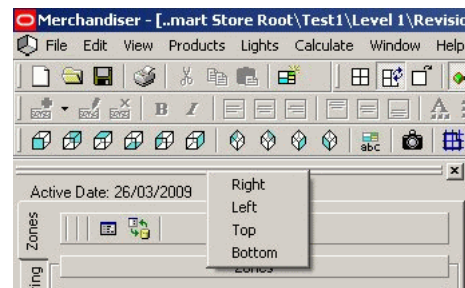 Merchandiser - [..mart Store Root\Test1\Level 1\Revisio
File Edit View Products Lights Calculate Window Help
B I A
abc
Active Date: 26/03/2009
Right
Left
Top
Bottom
Zones
Zones